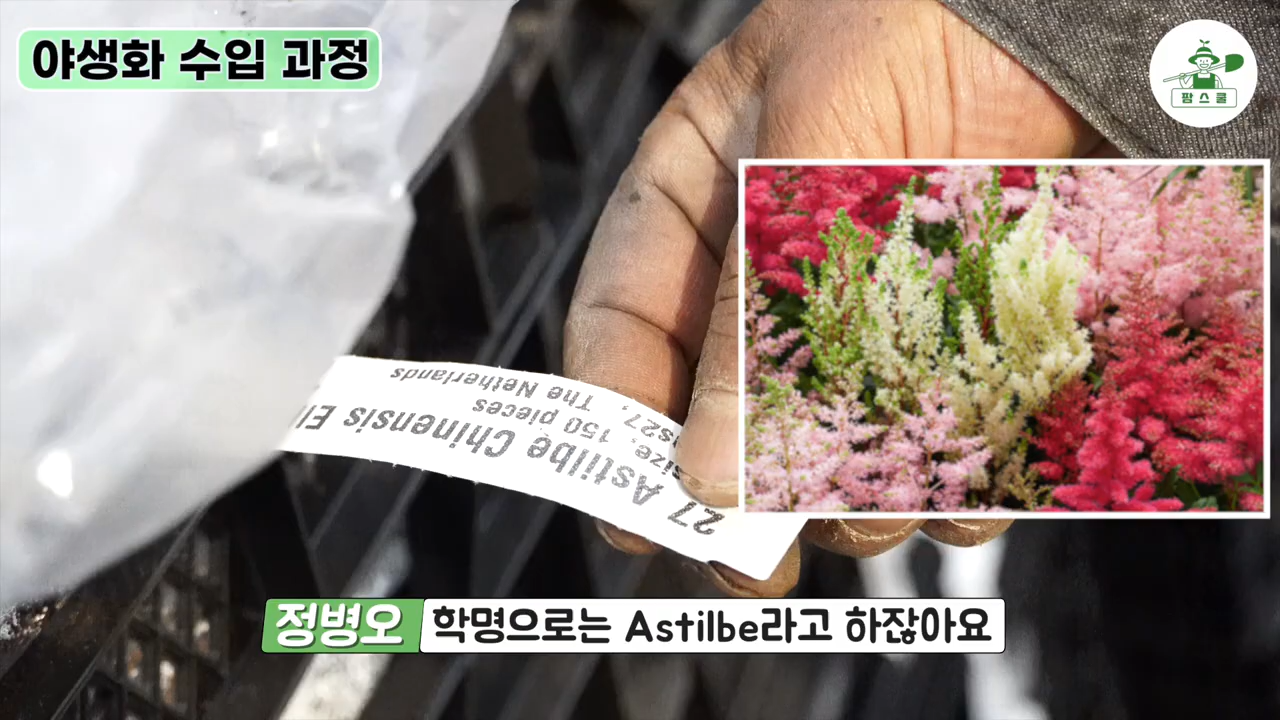 야생화 수입 과정
팜스쿨
27 Astilbe Chinensis
size, 150 pieces
The Netherlands
정병오 학명으로는 Astilbe라고 하잖아요